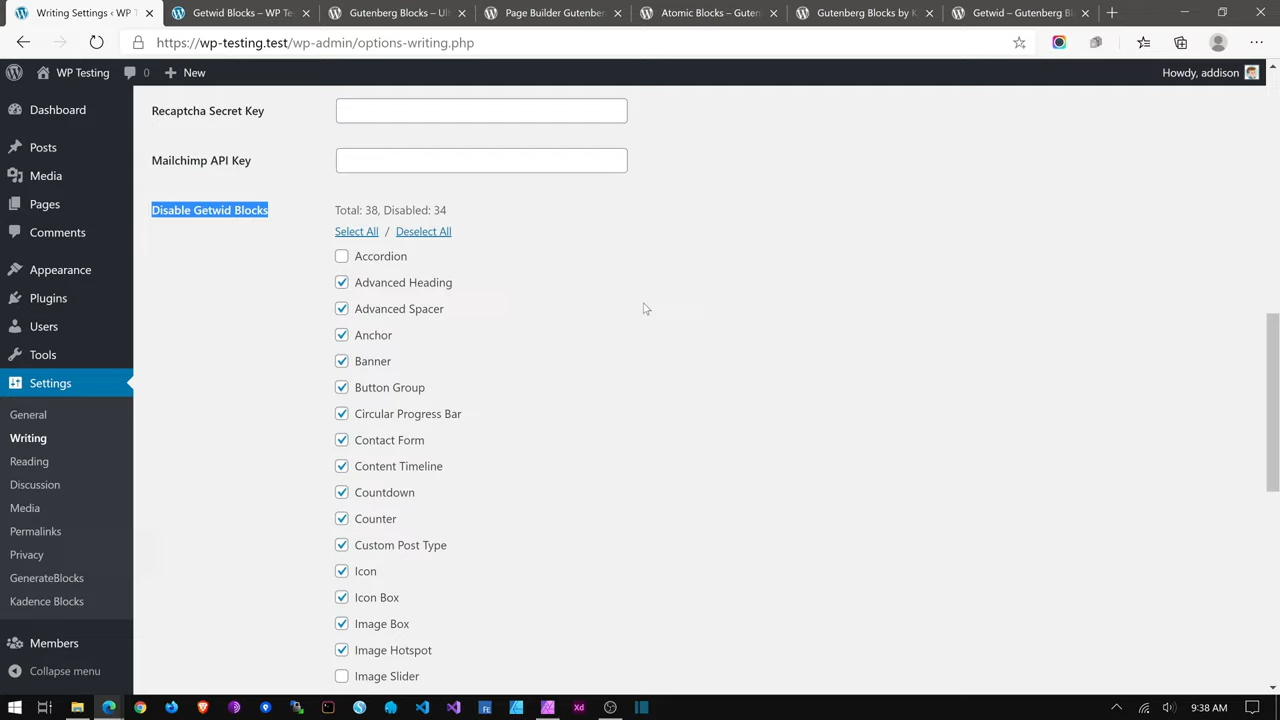 Writing Settings ‹ WP T
Getwid Blocks – WP Te
Gutenberg Blocks – Ult
Page Builder Gutenber
Atomic Blocks – Guten
Gutenberg Blocks by K
Getwid – Gutenberg Bl
https://wp-testing.test/wp-admin/options-writing.php
WP Testing
0
New
Howdy, addison
Dashboard
Posts
Media
Pages
Comments
Appearance
Plugins
Users
Tools
Settings
General
Writing
Reading
Discussion
Media
Permalinks
Privacy
GenerateBlocks
Kadence Blocks
Members
Collapse menu
Recaptcha Secret Key
Mailchimp API Key
Disable Getwid Blocks
Total: 38, Disabled: 34
Select All / Deselect All
Accordion
Advanced Heading
Advanced Spacer
Anchor
Banner
Button Group
Circular Progress Bar
Contact Form
Content Timeline
Countdown
Counter
Custom Post Type
Icon
Icon Box
Image Box
Image Hotspot
Image Slider
9:38 AM